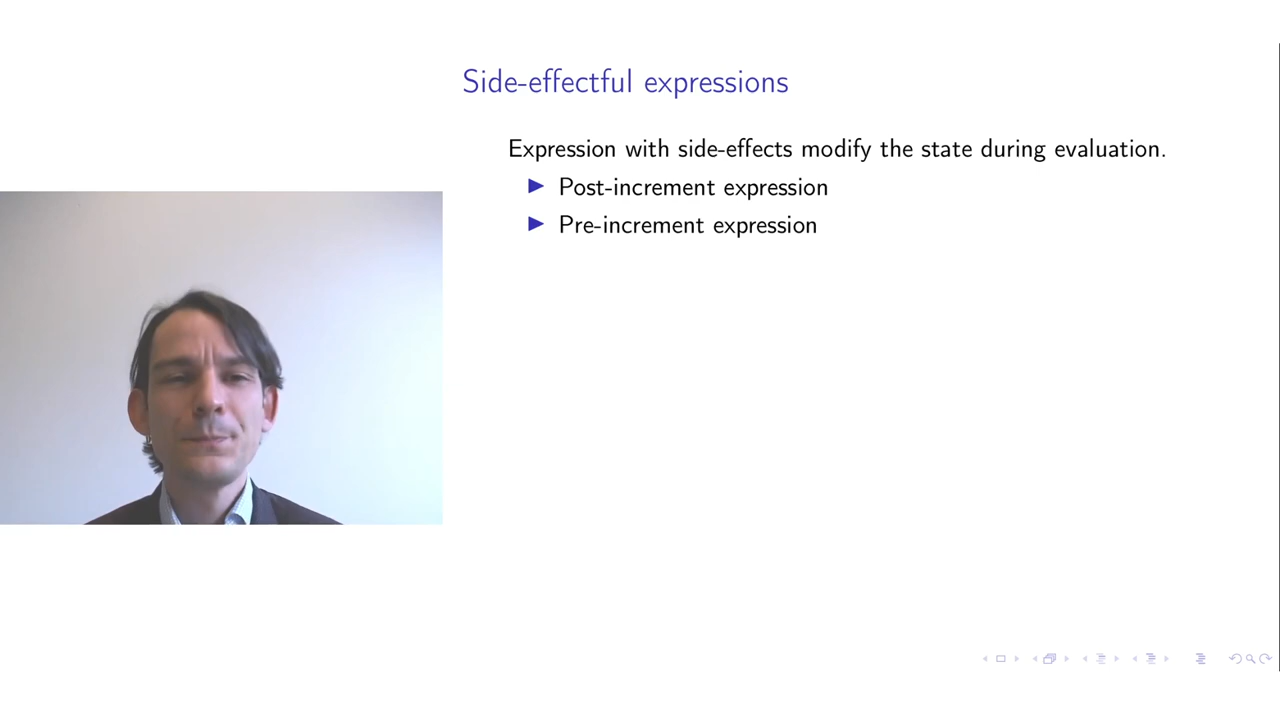 Side-effectful expressions
Expression with side-effects modify the state during evaluation.
Post-increment expression
Pre-increment expression